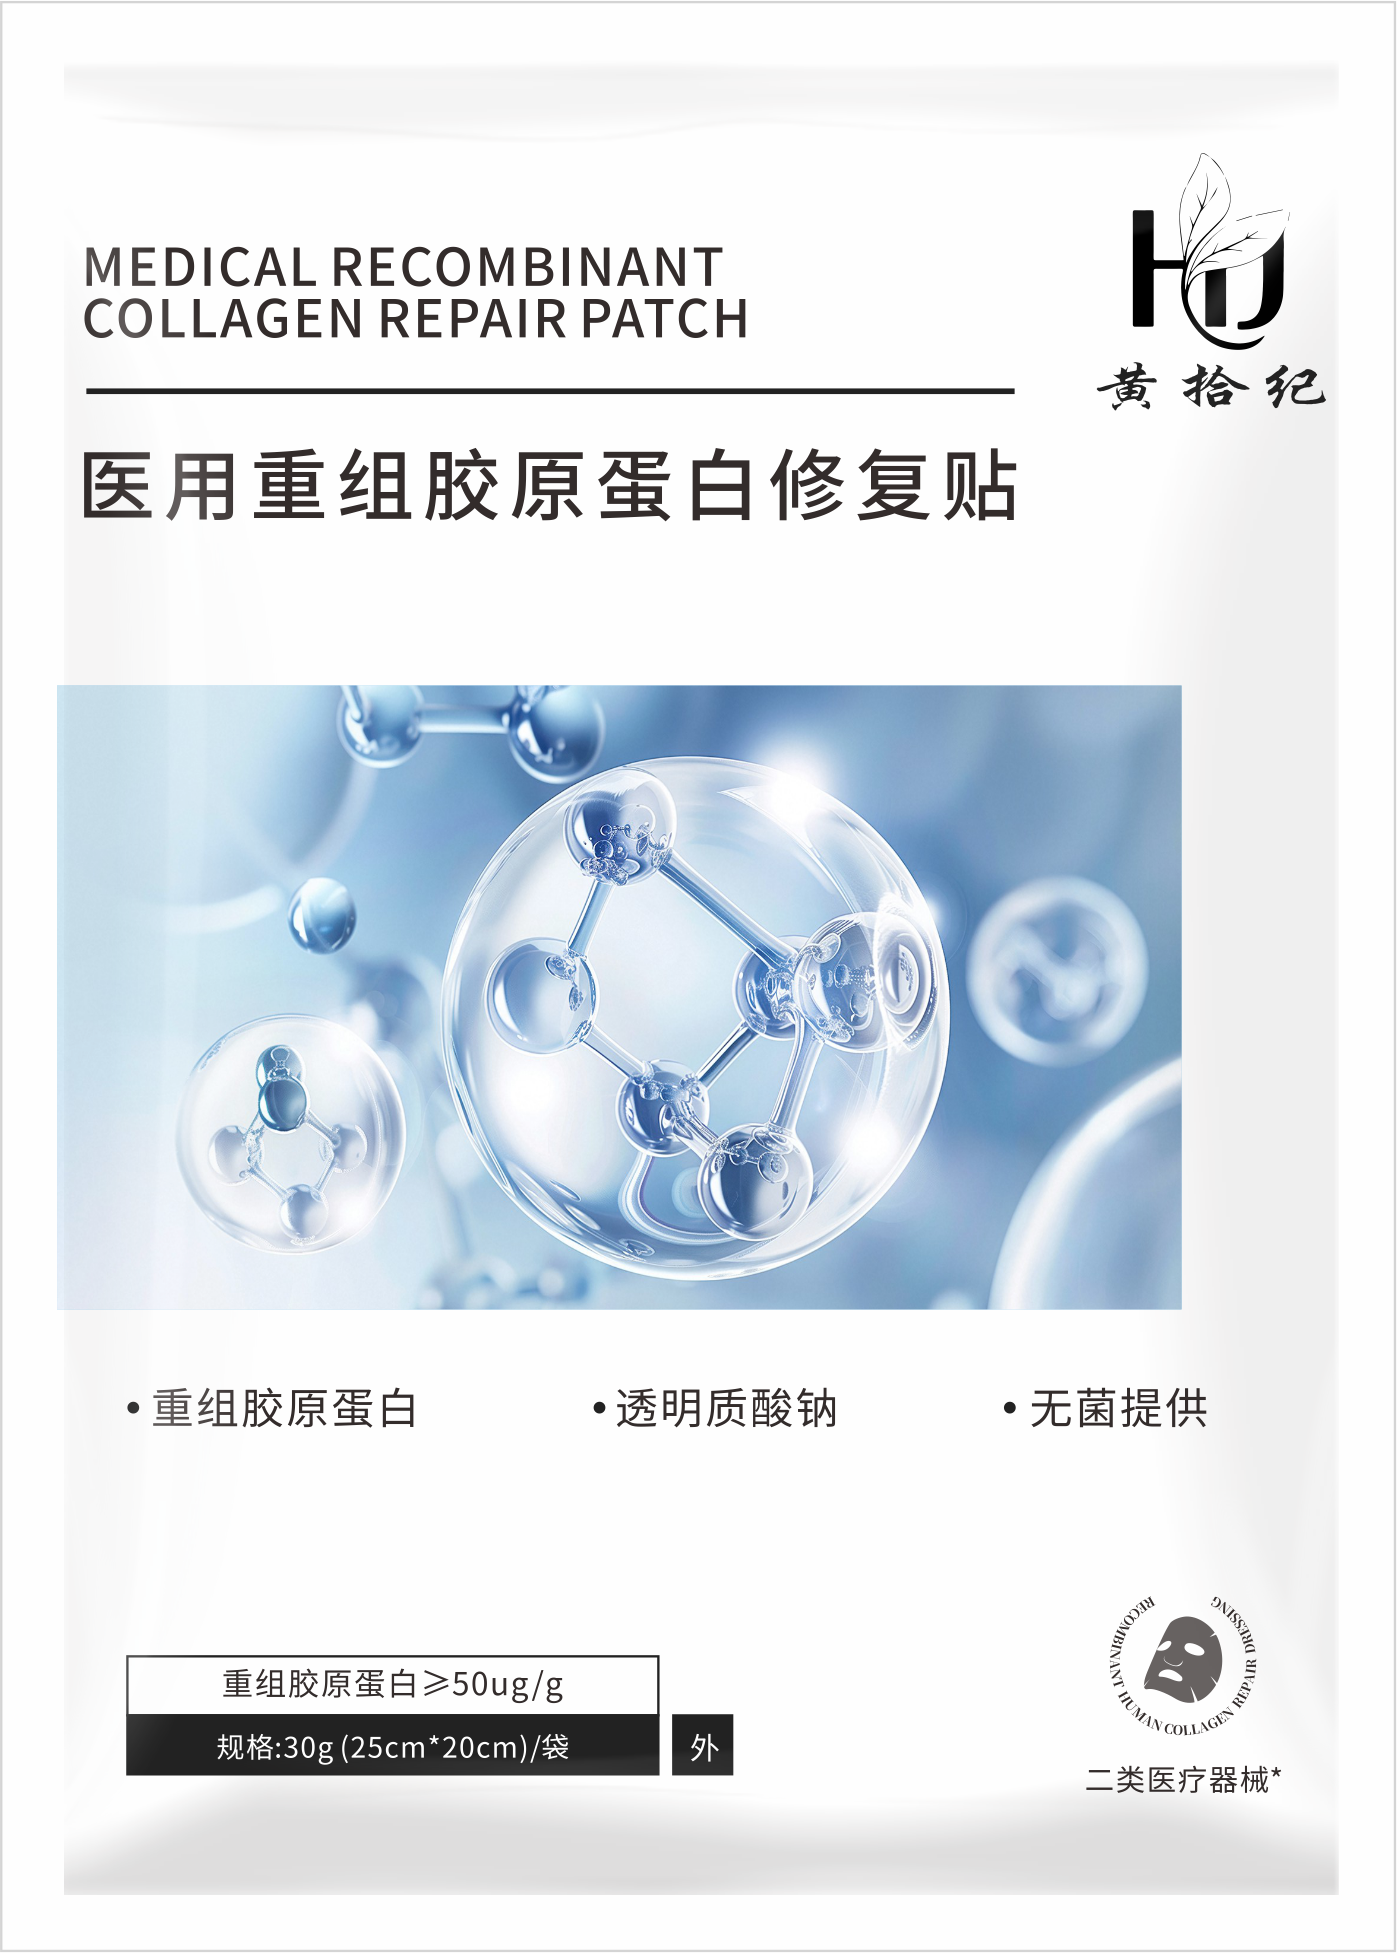 HJ
黄拾纪
MEDICAL RECOMBINANT
COLLAGEN REPAIR PATCH
医用重组胶原蛋白修复贴
• 重组胶原蛋白
• 透明质酸钠
• 无菌提供
重组胶原蛋白≥50ug/g
规格:30g (25cm*20cm)/袋
外
RECOMBINANT HUMAN COLLAGEN REPAIR DRESSING
二类医疗器械*